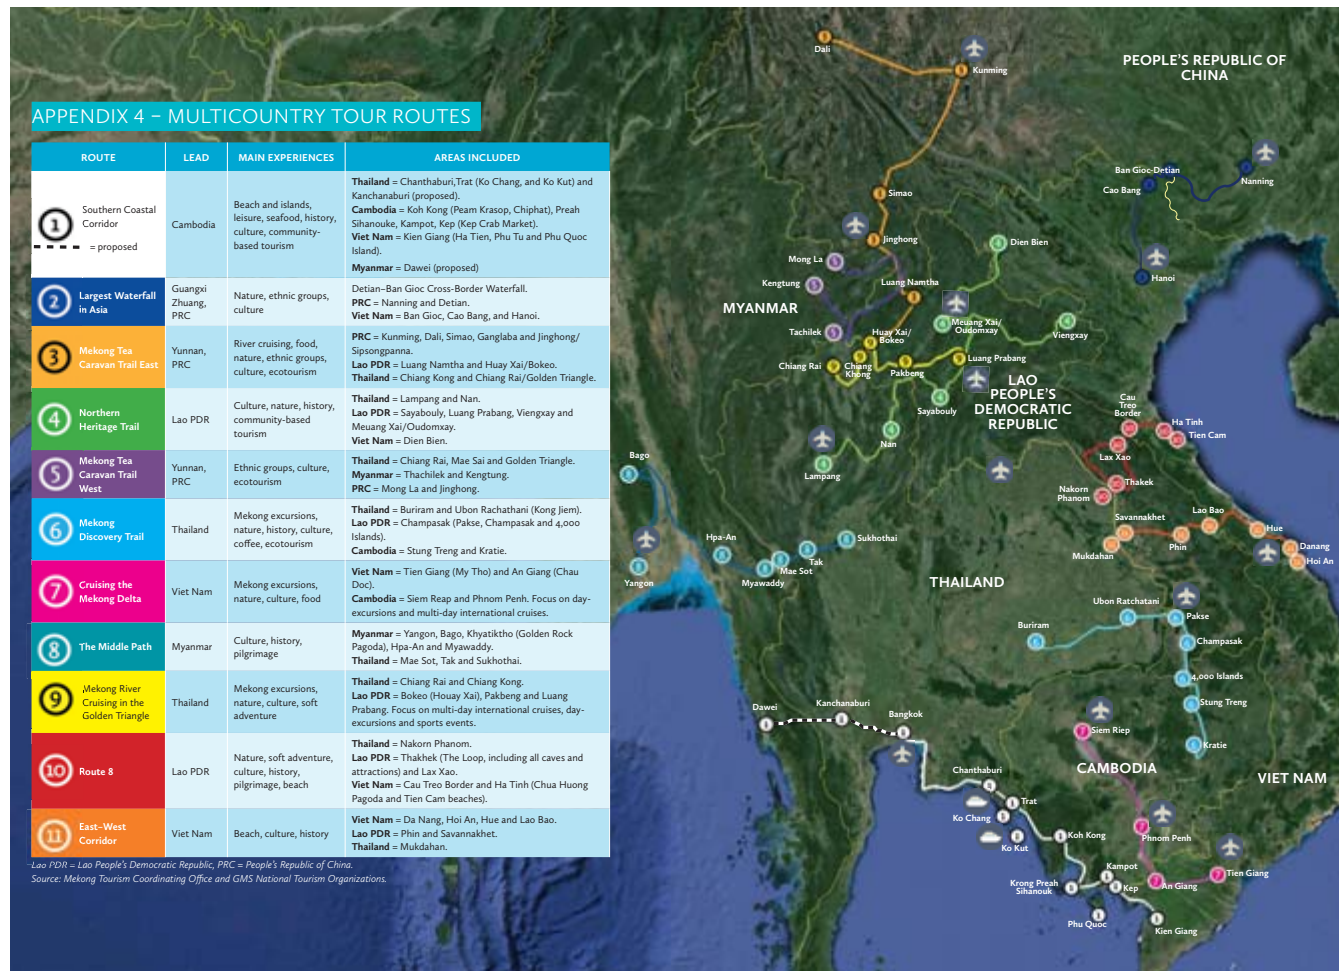 APPENDIX 4 – MULTICOUNTRY TOUR ROUTES
ROUTE
LEAD
MAIN EXPERIENCES
AREAS INCLUDED
1
Southern Coastal
Corridor
= proposed
Cambodia
Beach and islands,
leisure, seafood, history,
culture, community-
based tourism
Thailand = Chanthaburi,Trat (Ko Chang, and Ko Kut) and
Kanchanaburi (proposed).
Cambodia = Koh Kong (Peam Krasop, Chiphat), Preah
Sihanouke, Kampot, Kep (Kep Crab Market).
Viet Nam = Kien Giang (Ha Tien, Phu Tu and Phu Quoc
Island).
Myanmar = Dawei (proposed)
2
Largest Waterfall
in Asia
Guangxi
Zhuang,
PRC
Nature, ethnic groups,
culture
Detian–Ban Gioc Cross-Border Waterfall.
PRC = Nanning and Detian.
Viet Nam = Ban Gioc, Cao Bang, and Hanoi.
3
Mekong Tea
Caravan Trail East
Yunnan,
PRC
River cruising, food,
nature, ethnic groups,
culture, ecotourism
PRC = Kunming, Dali, Simao, Ganglaba and Jinghong/
Sipsongpanna.
Lao PDR = Luang Namtha and Huay Xai/Bokeo.
Thailand = Chiang Kong and Chiang Rai/Golden Triangle.
4
Northern
Heritage Trail
Lao PDR
Culture, nature, history,
community-based
tourism
Thailand = Lampang and Nan.
Lao PDR = Sayabouly, Luang Prabang, Viengxay and
Meuang Xai/Oudomxay.
Viet Nam = Dien Bien.
5
Mekong Tea
Caravan Trail
West
Yunnan,
PRC
Ethnic groups, culture,
ecotourism
Thailand = Chiang Rai, Mae Sai and Golden Triangle.
Myanmar = Thachilek and Kengtung.
PRC = Mong La and Jinghong.
6
Mekong
Discovery Trail
Thailand
Mekong excursions,
nature, history, culture,
coffee, ecotourism
Thailand = Buriram and Ubon Rachathani (Kong Jiem).
Lao PDR = Champasak (Pakse, Champasak and 4,000
Islands).
Cambodia = Stung Treng and Kratie.
7
Cruising the
Mekong Delta
Viet Nam
Mekong excursions,
nature, culture, food
Viet Nam = Tien Giang (My Tho) and An Giang (Chau
Doc).
Cambodia = Siem Reap and Phnom Penh. Focus on day-
excursions and multi-day international cruises.
8
The Middle Path
Myanmar
Culture, history,
pilgrimage
Myanmar = Yangon, Bago, Khyatiktho (Golden Rock
Pagoda), Hpa-An and Myawaddy.
Thailand = Mae Sot, Tak and Sukhothai.
9
Mekong River
Cruising in the
Golden Triangle
Thailand
Mekong excursions,
nature, culture, soft
adventure
Thailand = Chiang Rai and Chiang Kong.
Lao PDR = Bokeo (Houay Xai), Pakbeng and Luang
Prabang. Focus on multi-day international cruises, day-
excursions and sports events.
10
Route 8
Lao PDR
Nature, soft adventure,
culture, history,
pilgrimage, beach
Thailand = Nakorn Phanom.
Lao PDR = Thakhek (The Loop, including all caves and
attractions) and Lax Xao.
Viet Nam = Cau Treo Border and Ha Tinh (Chua Huong
Pagoda and Tien Cam beaches).
11
East–West
Corridor
Viet Nam
Beach, culture, history
Viet Nam = Da Nang, Hoi An, Hue and Lao Bao.
Lao PDR = Phin and Savannakhet.
Thailand = Mukdahan.
Lao PDR = Lao People's Democratic Republic, PRC = People's Republic of China.
Source: Mekong Tourism Coordinating Office and GMS National Tourism Organizations.
Dali
Kunming
PEOPLE'S REPUBLIC OF
CHINA
Ban Gioc-Detian
Nanning
Cao Bang
Simao
Jinghong
Dien Bien
Mong La
Hanoi
Kengtung
Luang Namtha
MYANMAR
Meuang Xai/
Oudomxay
Viengxay
Tachilek
Huay Xai/
Bokeo
Luang Prabang
Chiang Rai
Chiang
Khong
Pakbeng
LAO
PEOPLE'S
DEMOCRATIC
REPUBLIC
Sayabouly
Cau
Treo
Border
Ha Tinh
Tien Cam
Nan
Lax Xao
Bago
Lampang
Thakek
Nakorn
Phanom
Lao Bao
Savannakhet
Hue
Hpa-An
Sukhothai
Phin
Danang
Mukdahan
Hoi An
Tak
Mae Sot
Myawaddy
Yangon
THAILAND
Ubon Ratchatani
Pakse
Buriram
Champasak
4,000 Islands
Stung Treng
Dawei
Kanchanaburi
Bangkok
Siem Riep
Kratie
CAMBODIA
VIET NAM
Chanthaburi
Trat
Ko Chang
Koh Kong
Phnom Penh
Ko Kut
Kampot
Tien Giang
Krong Preah
Sihanouk
Kep
An Giang
Phu Quoc
Kien Giang